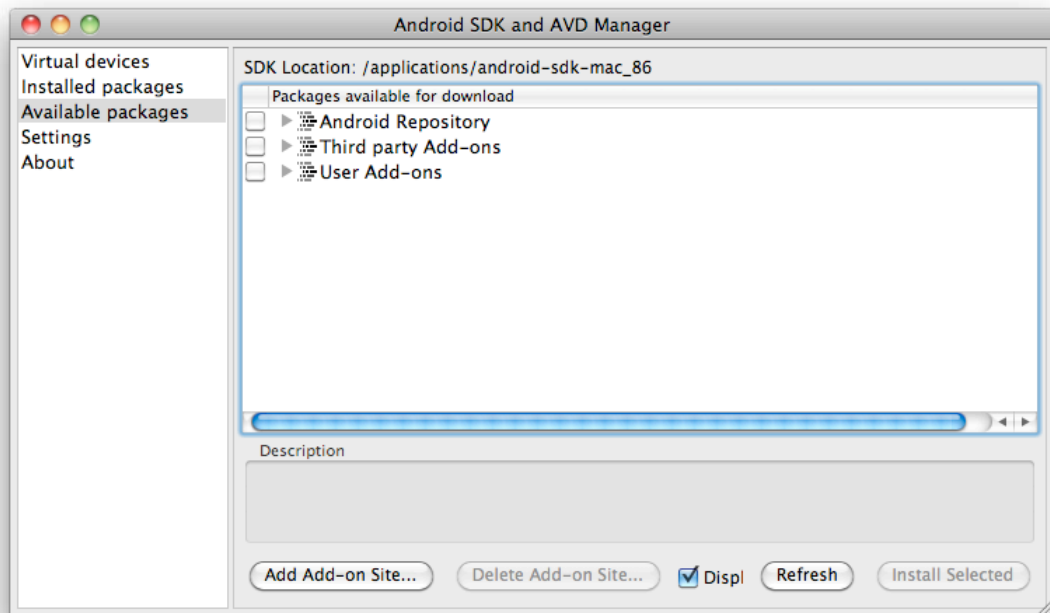 Android SDK and AVD Manager
Virtual devices
Installed packages
Available packages
Settings
About
SDK Location: /applications/android-sdk-mac_86
Packages available for download
Android Repository
Third party Add-ons
User Add-ons
Description
Add Add-on Site...
Delete Add-on Site...
Displ
Refresh
Install Selected